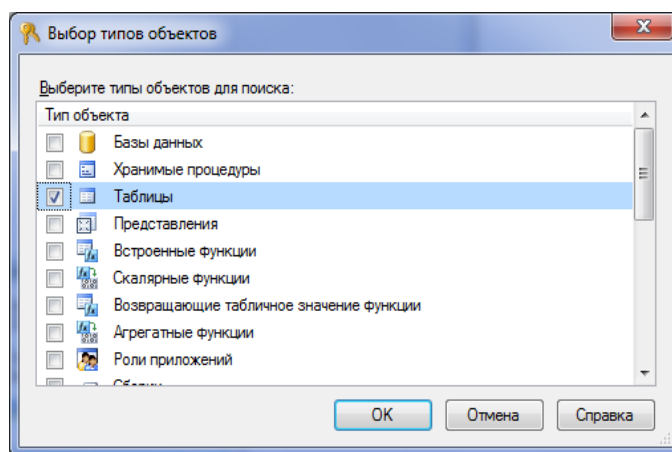 Выбор типов объектов
Выберите типы объектов для поиска:
Тип объекта
Базы данных
Хранимые процедуры
Таблицы
Представления
Встроенные функции
Скалярные функции
Возвращающие табличное значение функции
Агрегатные функции
Роли приложений
OK Отмена Справка